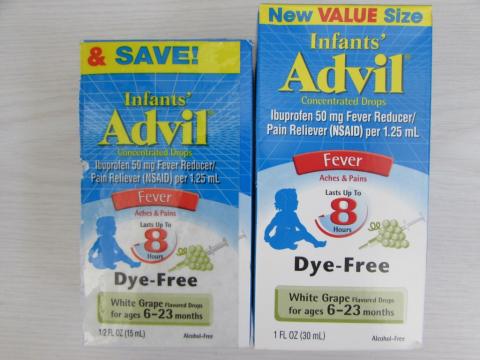 & SAVE!
Infants'
Advil
Concentrated Drops
Ibuprofen 50 mg Fever Reducer/
Pain Reliever (NSAID) per 1.25 mL
Fever
Aches & Pains
Lasts Up To
8
Hours
Dye-Free
White Grape Flavored Drops
for ages 6-23 months
1/2 FL OZ (15 mL)
Alcohol-Free
New VALUE Size
Infants'
Advil
Concentrated Drops
Ibuprofen 50 mg Fever Reducer/
Pain Reliever (NSAID) per 1.25 mL
Fever
Aches & Pains
Lasts Up To
8
Hours
Dye-Free
White Grape Flavored Drops
for ages 6-23 months
1 FL OZ (30 mL)
Alcohol-Free